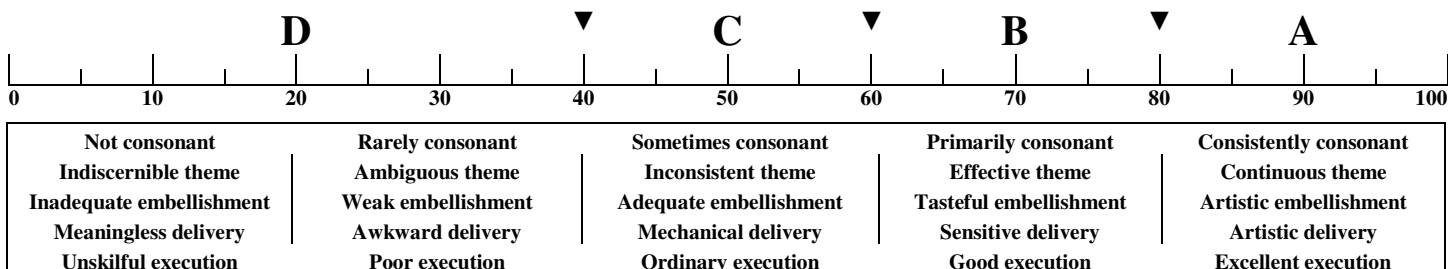 D C B A
0 10 20 30 40 50 60 70 80 90 100
Not consonant Rarely consonant Sometimes consonant Primarily consonant Consistently consonant
Indiscernible theme Ambiguous theme Inconsistent theme Effective theme Continuous theme
Inadequate embellishment Weak embellishment Adequate embellishment Tasteful embellishment Artistic embellishment
Meaningless delivery Awkward delivery Mechanical delivery Sensitive delivery Artistic delivery
Unskilful execution Poor execution Ordinary execution Good execution Excellent execution